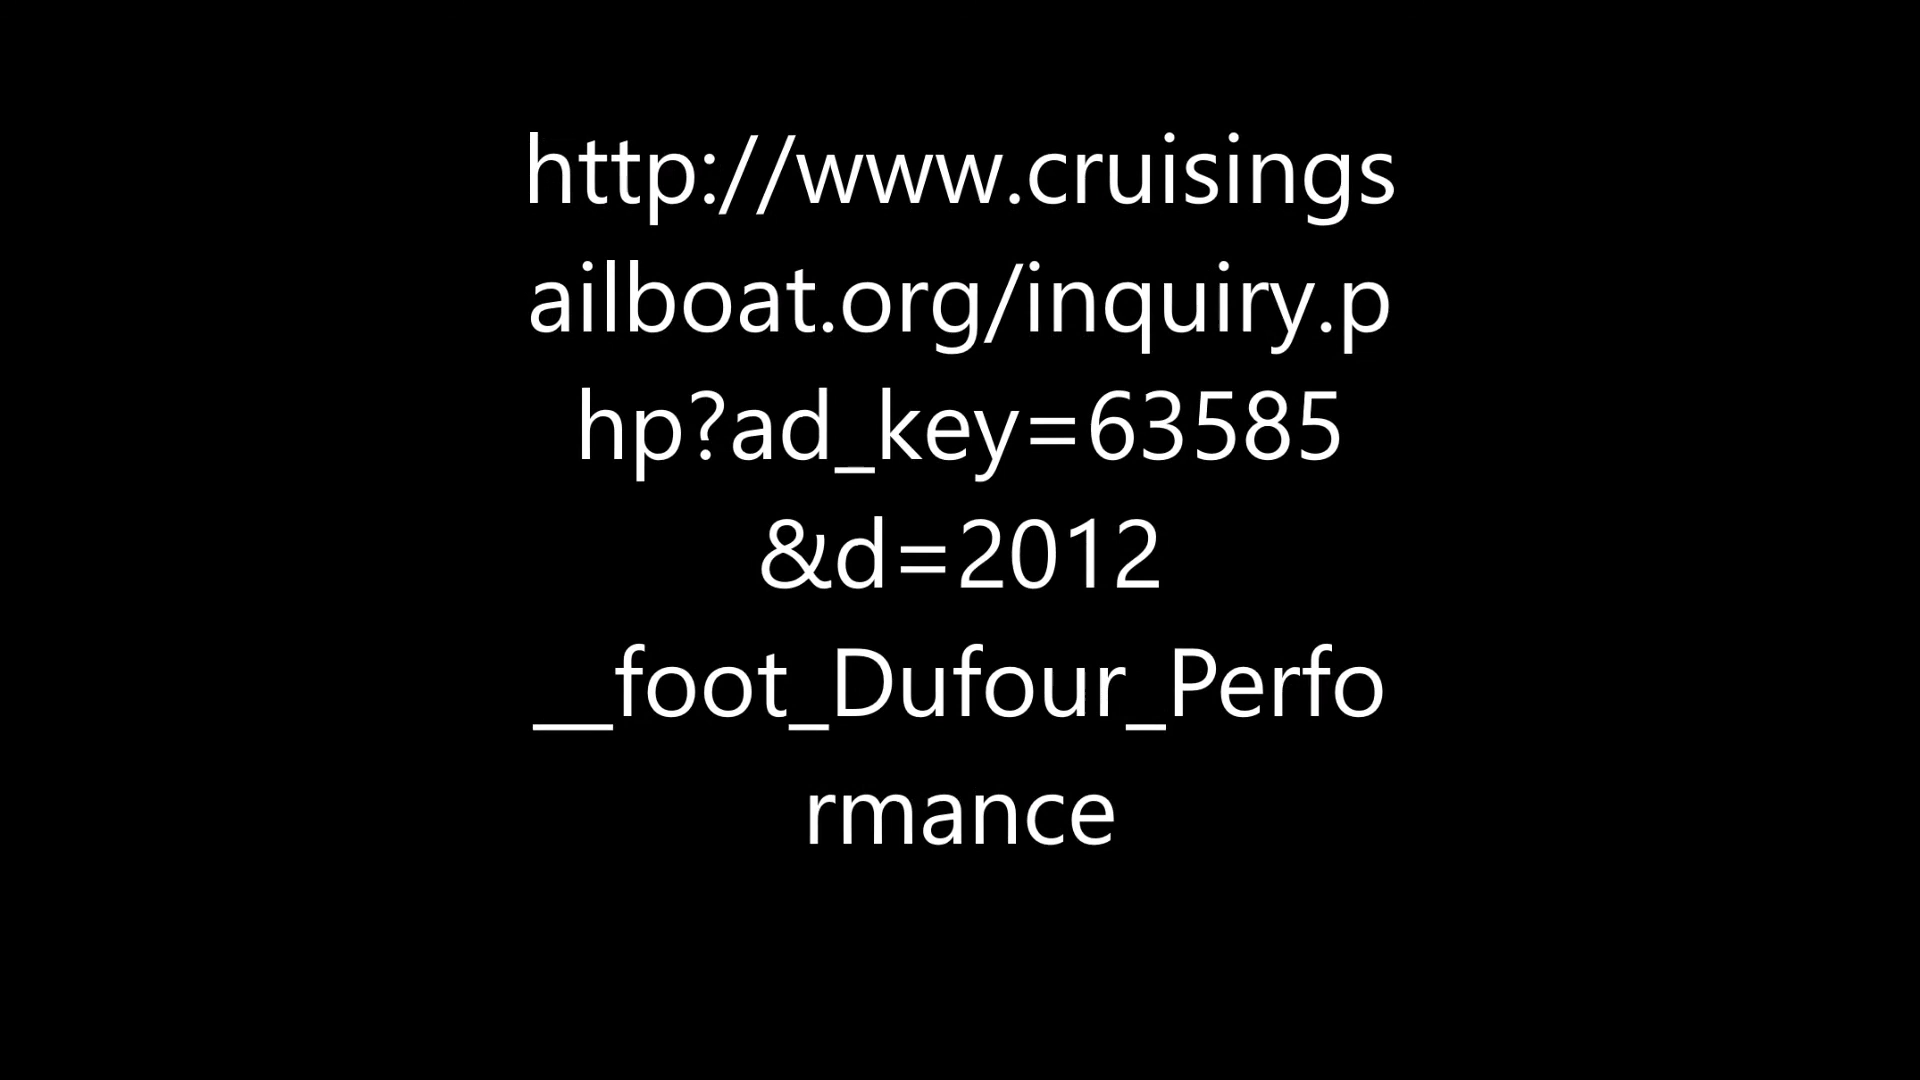 http://www.cruisings
ailboat.org/inquiry.p
hp?ad_key=63585
&d=2012
__foot_Dufour_Perfo
rmance